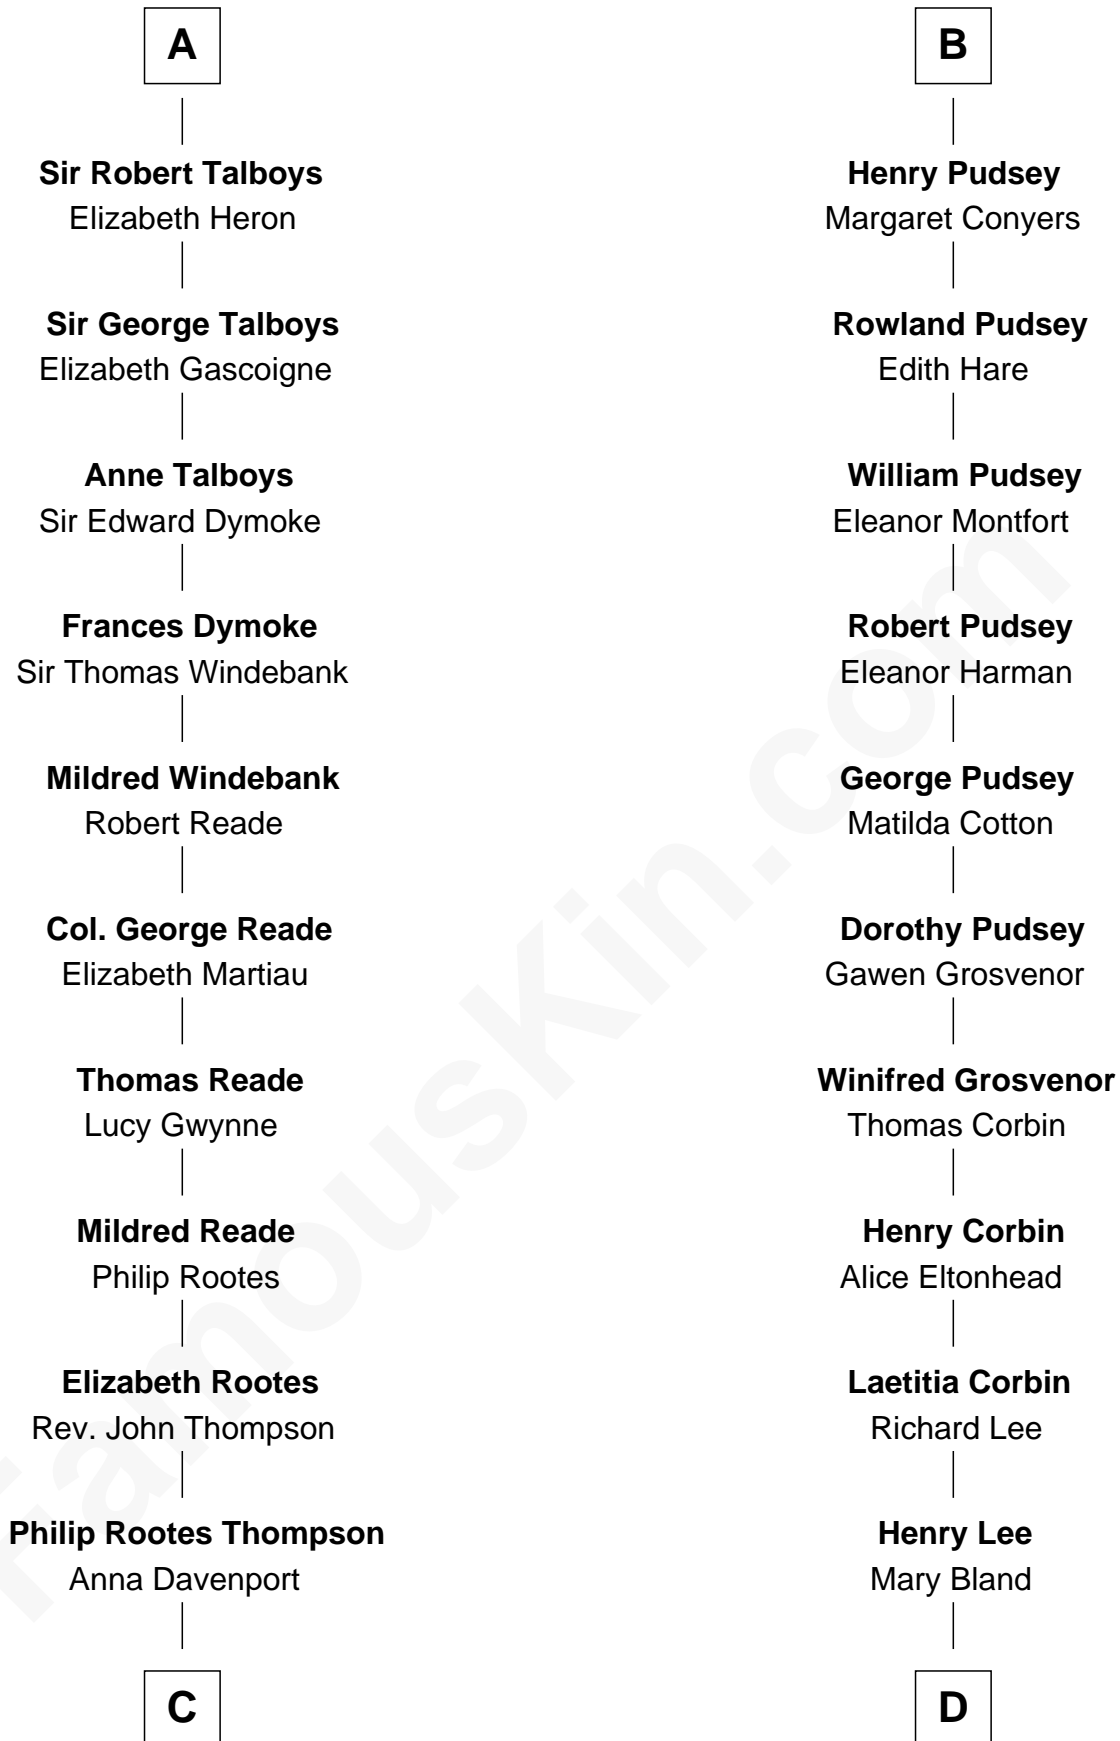 A
Sir Robert Talboys
Elizabeth Heron
Sir George Talboys
Elizabeth Gascoigne
Anne Talboys
Sir Edward Dymoke
Frances Dymoke
Sir Thomas Windebank
Mildred Windebank
Robert Reade
Col. George Reade
Elizabeth Martiau
Thomas Reade
Lucy Gwynne
Mildred Reade
Philip Rootes
Elizabeth Rootes
Rev. John Thompson
Philip Rootes Thompson
Anna Davenport
C
B
Henry Pudsey
Margaret Conyers
Rowland Pudsey
Edith Hare
William Pudsey
Eleanor Montfort
Robert Pudsey
Eleanor Harman
George Pudsey
Matilda Cotton
Dorothy Pudsey
Gawen Grosvenor
Winifred Grosvenor
Thomas Corbin
Henry Corbin
Alice Eltonhead
Laetitia Corbin
Richard Lee
Henry Lee
Mary Bland
D
FamousKin.com